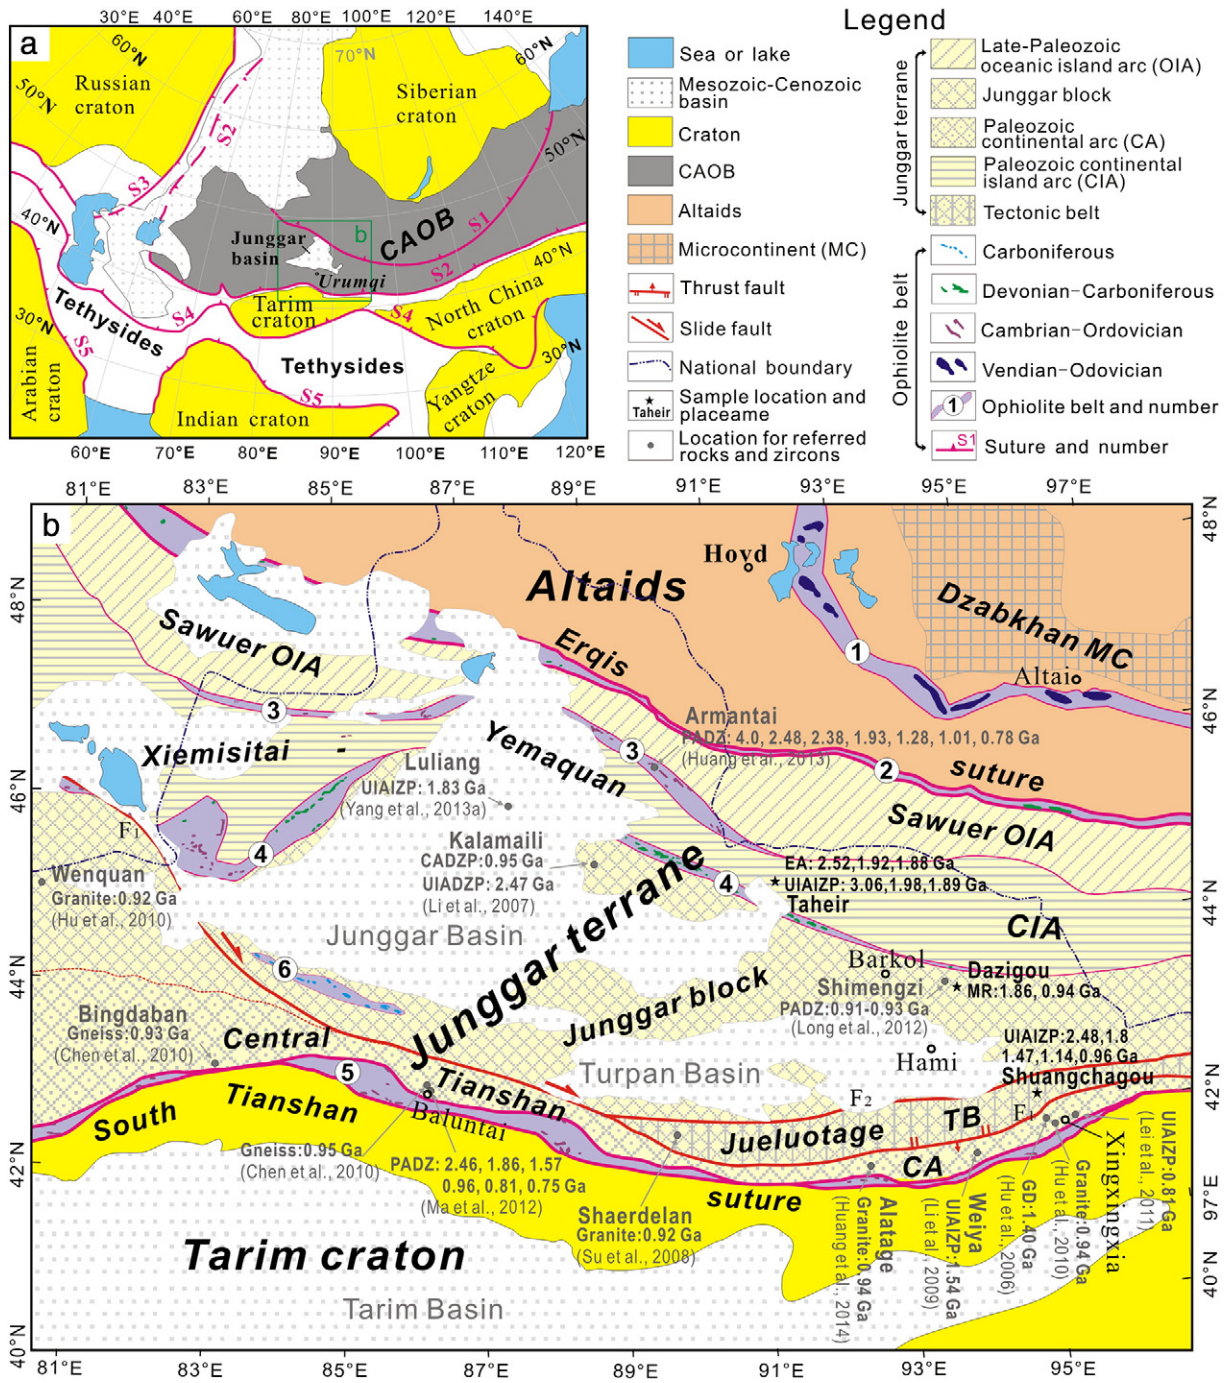 a
30°E 40°E 60°E 80°E 100°E 120°E 140°E
60°N
50°N
70°N
60°N
50°N
Russian
craton
Siberian
craton
S2
S3
40°N
Junggar
basin
b
CAOB
S1
S2
Urumqi
40°N
Tarim
craton
S4
North China
craton
Tethysides
S4
30°N
S5
Tethysides
30°N
Arabian
craton
Indian craton
S5
Yangtze
craton
60°E 70°E 80°E 90°E 100°E 110°E 120°E
Legend
Sea or lake
Mesozoic-Cenozoic
basin
Craton
CAOB
Altaids
Microcontinent (MC)
Thrust fault
Slide fault
National boundary
Taheir
Sample location and
placeame
Location for referred
rocks and zircons
Junggar terrane
Late-Paleozoic
oceanic island arc (OIA)
Junggar block
Paleozoic
continental arc (CA)
Paleozoic continental
island arc (CIA)
Tectonic belt
Ophiolite belt
Carboniferous
Devonian-Carboniferous
Cambrian-Ordovician
Vendian-Odovician
1
Ophiolite belt and number
S1
Suture and number
81°E 83°E 85°E 87°E 89°E 91°E 93°E 95°E 97°E
b
48°N
48°N
Hovd
Altaids
Dzabkhan MC
Altai
1
Sawuer OIA
Erqis
46°N
3
Armantai
PADZ: 4.0, 2.48, 2.38, 1.93, 1.28, 1.01, 0.78 Ga
(Huang et al., 2013)
Xiemisitai -
Yemaquan
3
2
suture
46°N
Luliang
UIAIZP: 1.83 Ga
(Yang et al., 2013a)
Sawuer OIA
F1
4
Kalamaili
CADZP:0.95 Ga
UIADZP: 2.47 Ga
(Li et al., 2007)
4
EA: 2.52, 1.92, 1.88 Ga
UIAIZP: 3.06, 1.98, 1.89 Ga
Taheir
44°N
Wenquan
Granite:0.92 Ga
(Hu et al., 2010)
Junggar Basin
Junggar terrane
CIA
6
44°N
Barkol
Dazigou
MR:1.86, 0.94 Ga
Shimengzi
PADZ:0.91-0.93 Ga
(Long et al., 2012)
Junggar block
Bingdaban
Gneiss:0.93 Ga
(Chen et al., 2010)
Central
UIAIZP:2.48,1.8
1.47,1.14,0.96 Ga
Shuangchagou
Hami
5
Tianshan
Turpan Basin
F2
42°N
South
Tianshan
Baluntai
Jueluotage
TB
F1
Gneiss:0.95 Ga
(Chen et al., 2010)
PADZ: 2.46, 1.86, 1.57
0.96, 0.81, 0.75 Ga
(Ma et al., 2012)
CA
42°N
suture
Shaerdelan
Granite:0.92 Ga
(Su et al., 2008)
Alatage
Granite:0.94 Ga
(Huang et al., 2014)
Weiya
UIAIZP:1.54 Ga
(Li et al., 2009)
GD:1.40 Ga
(Hu et al., 2006)
Granite:0.94 Ga
(Hu et al., 2010)
Xingxingxia
UIAIZP:0.81 Ga
(Lei et al., 2011)
97°E
Tarim craton
Tarim Basin
40°N
40°N
81°E 83°E 85°E 87°E 89°E 91°E 93°E 95°E